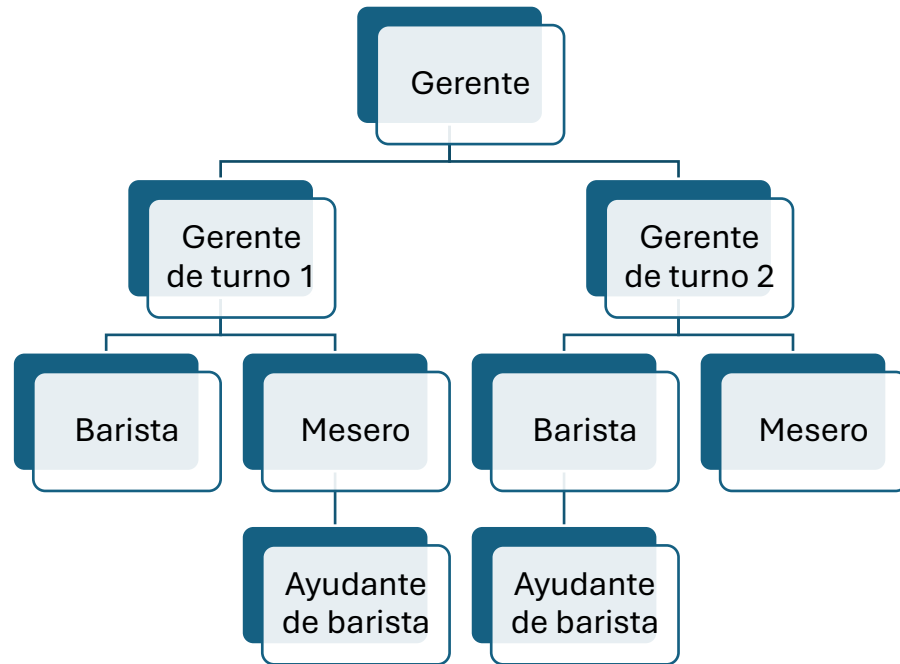 Gerente
Gerente
de turno 1
Gerente
de turno 2
Barista
Mesero
Barista
Mesero
Ayudante
de barista
Ayudante
de barista